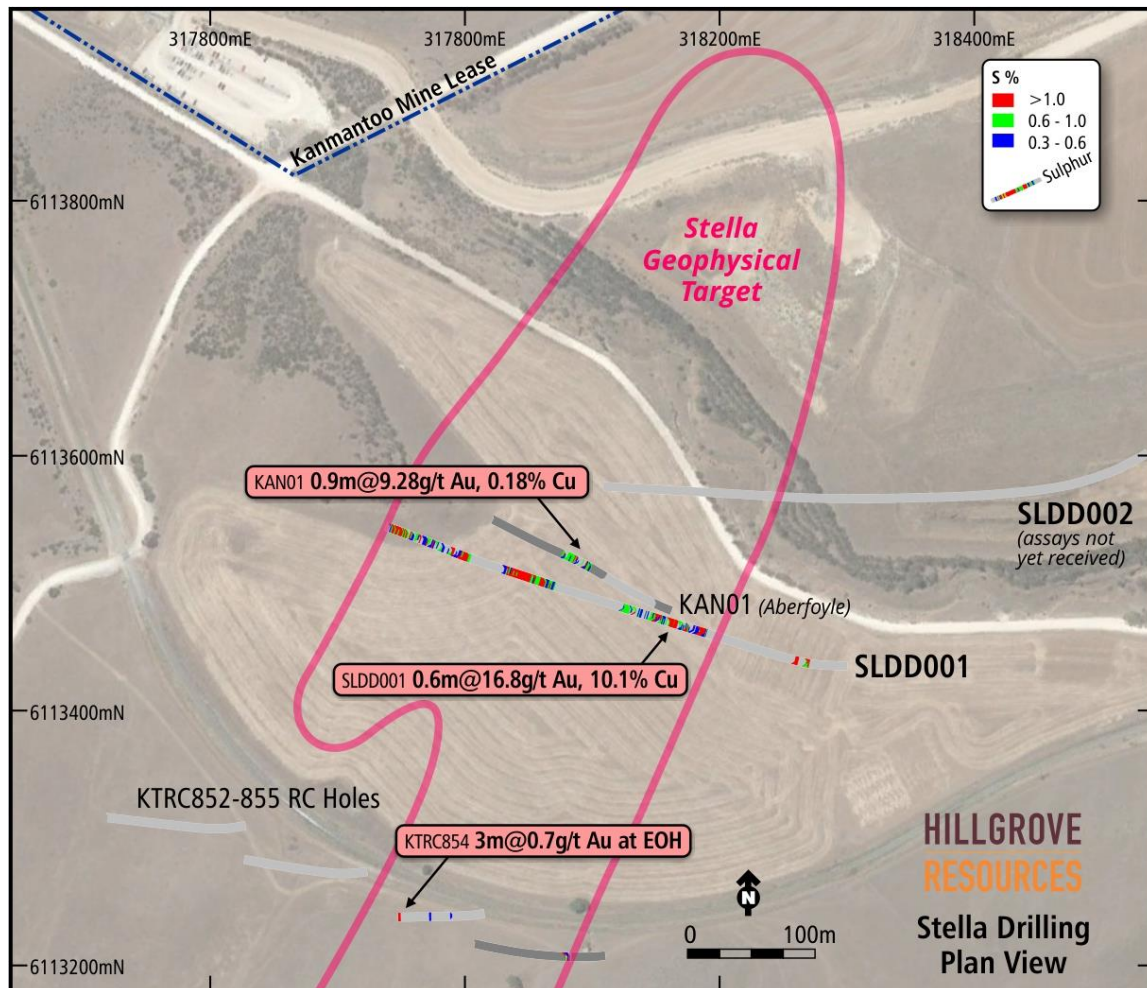 317800mE
317800mE
318200mE
318400mE
Kanmantoo Mine Lease
S %
>1.0
0.6 - 1.0
0.3 - 0.6
Sulphur
6113800mN
Stella
Geophysical
Target
6113600mN
KAN01 0.9m@9.28g/t Au, 0.18% Cu
SLDD002
(assays not
yet received)
KAN01 (Aberfoyle)
SLDD001 0.6m@16.8g/t Au, 10.1% Cu
SLDD001
6113400mN
KTRC852-855 RC Holes
KTRC854 3m@0.7g/t Au at EOH
HILLGROVE
RESOURCES
N
0 100m
Stella Drilling
Plan View
6113200mN